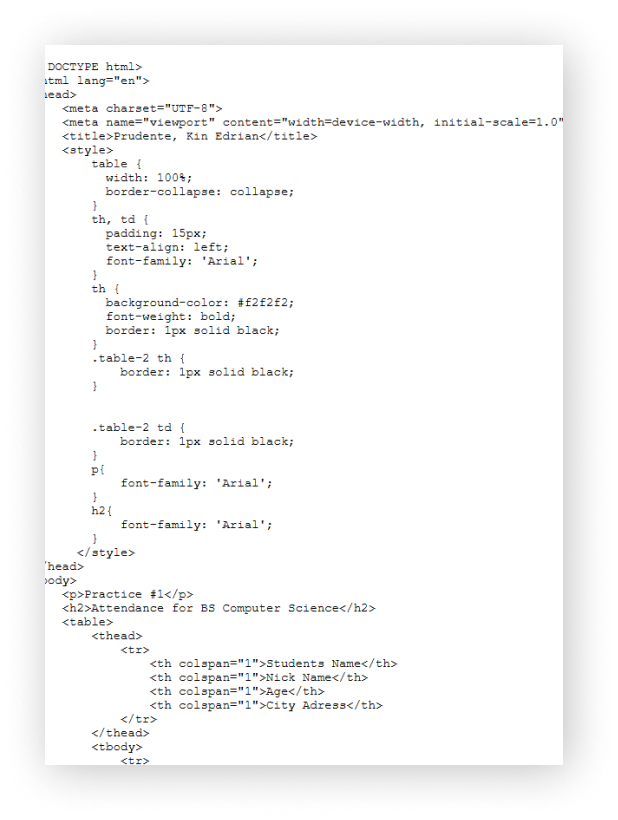 DOCTYPE html>
tml lang="en">
head>
<meta charset="UTF-8">
<meta name="viewport" content="width=device-width, initial-scale=1.0"
<title>Prudente, Kin Edrian</title>
<style>
table {
width: 100%;
border-collapse: collapse;
}
th, td {
padding: 15px;
text-align: left;
font-family: 'Arial';
}
th {
background-color: #f2f2f2;
font-weight: bold;
border: 1px solid black;
}
.table-2 th {
border: 1px solid black;
}
.table-2 td {
border: 1px solid black;
}
p{
font-family: 'Arial';
}
h2{
font-family: 'Arial';
}
</style>
/head>
body>
<p>Practice #1</p>
<h2>Attendance for BS Computer Science</h2>
<table>
<thead>
<tr>
<th colspan="1">Students Name</th>
<th colspan="1">Nick Name</th>
<th colspan="1">Age</th>
<th colspan="1">City Adress</th>
</tr>
</thead>
<tbody>
<tr>